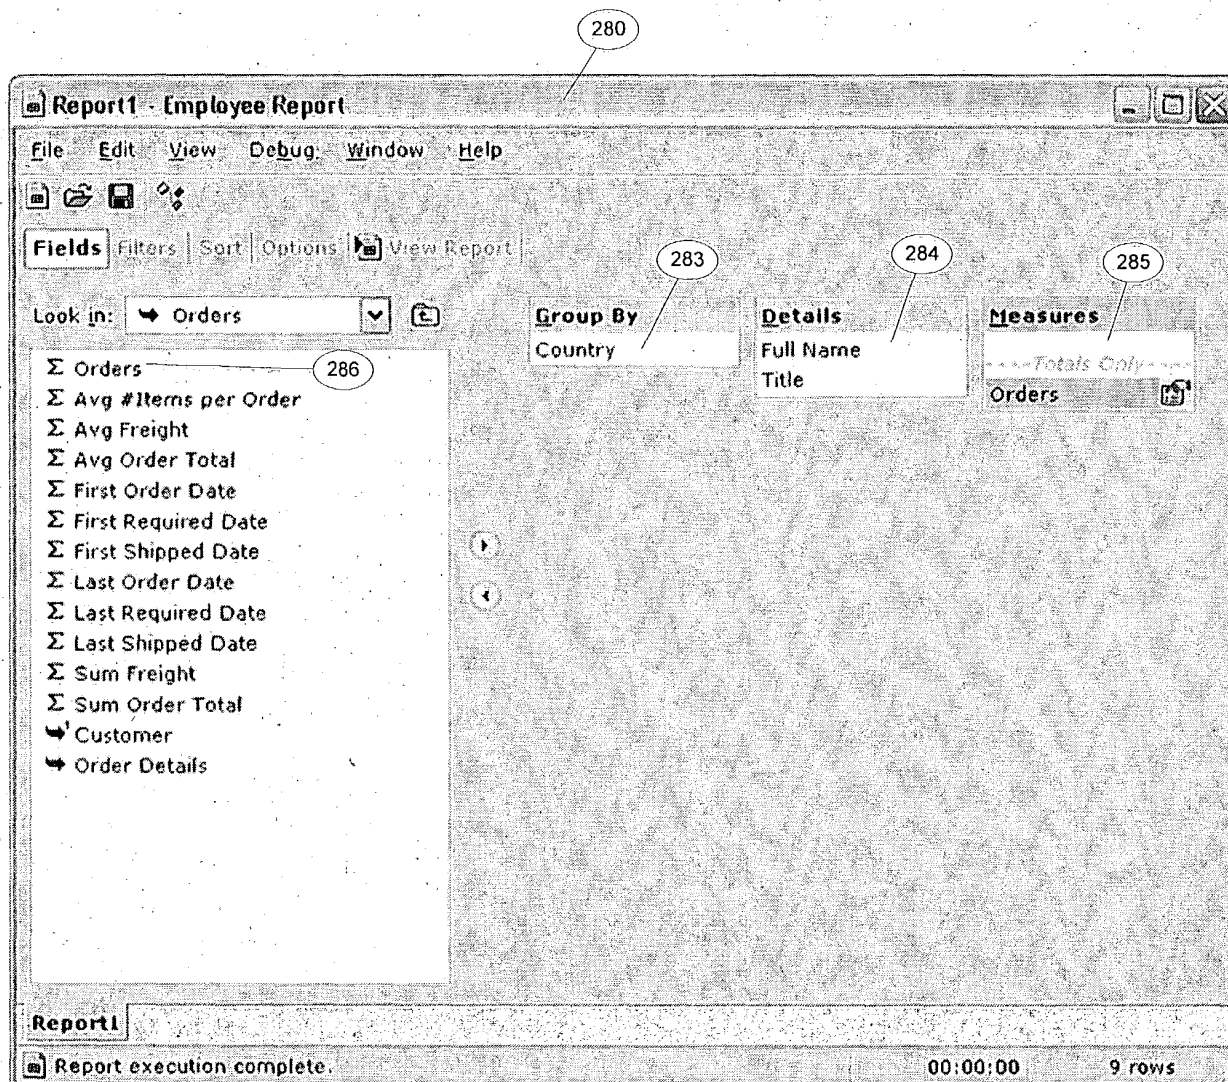 280
Report1 - Employee Report
File Edit View Debug Window Help
Fields Filters Sort Options View Report
283
284
285
Look in: Orders
Group By
Details
Measures
Country
Full Name
Title
----Totals Only----
Orders
Σ Orders
286
Σ Avg #Items per Order
Σ Avg Freight
Σ Avg Order Total
Σ First Order Date
Σ First Required Date
Σ First Shipped Date
Σ Last Order Date
Σ Last Required Date
Σ Last Shipped Date
Σ Sum Freight
Σ Sum Order Total
Customer
Order Details
Report1
Report execution complete. 00:00:00 9 rows